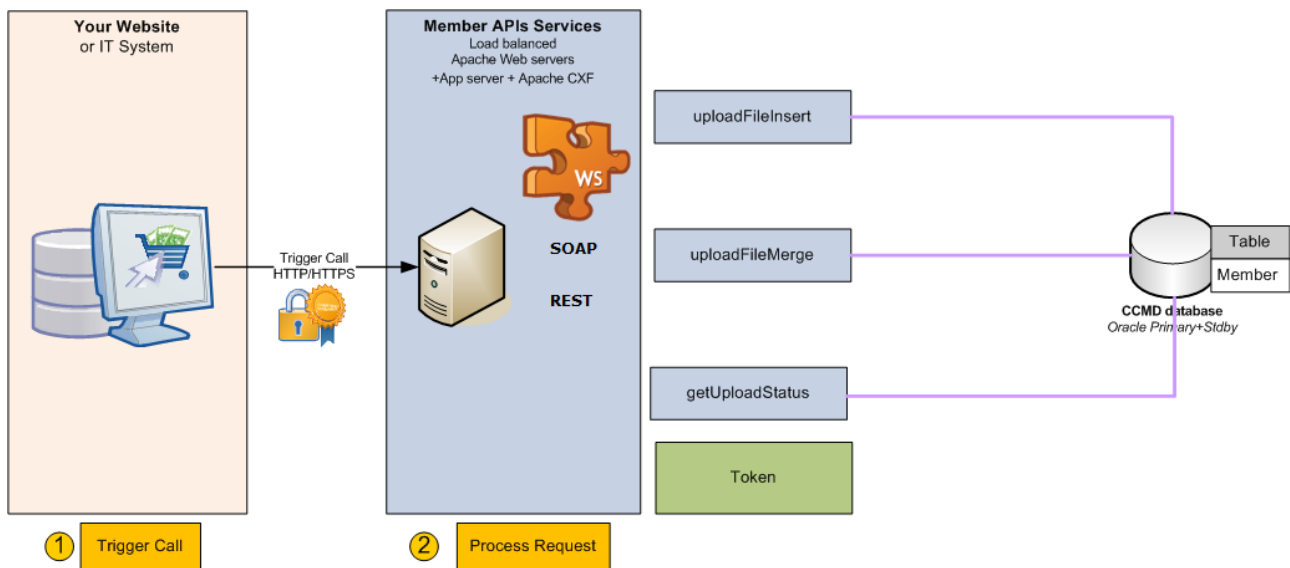 Your Website
or IT System
Member APIs Services
Load balanced
Apache Web servers
+App server + Apache CXF
WS
SOAP
REST
Trigger Call
HTTP/HTTPS
uploadFileInsert
uploadFileMerge
getUploadStatus
Token
Table
Member
CCMD database
Oracle Primary+Stdby
1
Trigger Call
2
Process Request